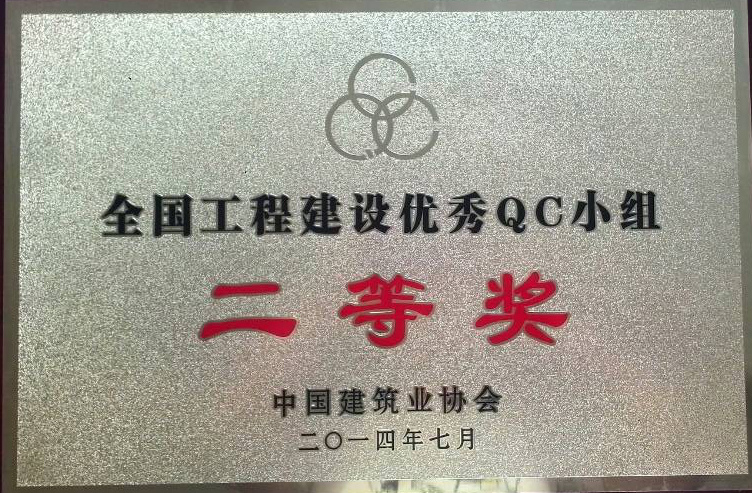 全国工程建设优秀QC小组
二等奖
中国建筑业协会
二〇一四年七月